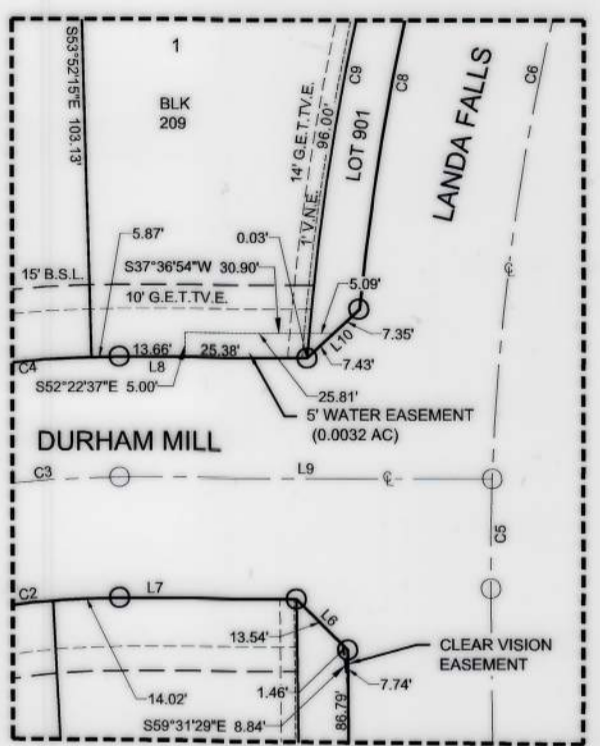 S53°52'15"E 103.13'
1
BLK
209
14' G.E.T.TV.E.
1' V.N.E.
96.00'
C9
LOT 901
C8
LANDA FALLS
C6
5.87'
0.03'
S37°36'54"W 30.90'
15' B.S.L.
10' G.E.T.TV.E.
5.09'
7.35'
L10
7.43'
13.66'
25.38'
C4
L8
S52°22'37"E 5.00'
25.81'
5' WATER EASEMENT
(0.0032 AC)
℄
DURHAM MILL
C3
L9
℄
C5
C2
L7
L6
13.54'
CLEAR VISION
EASEMENT
14.02'
1.46'
7.74'
S59°31'29"E 8.84'
86.79'